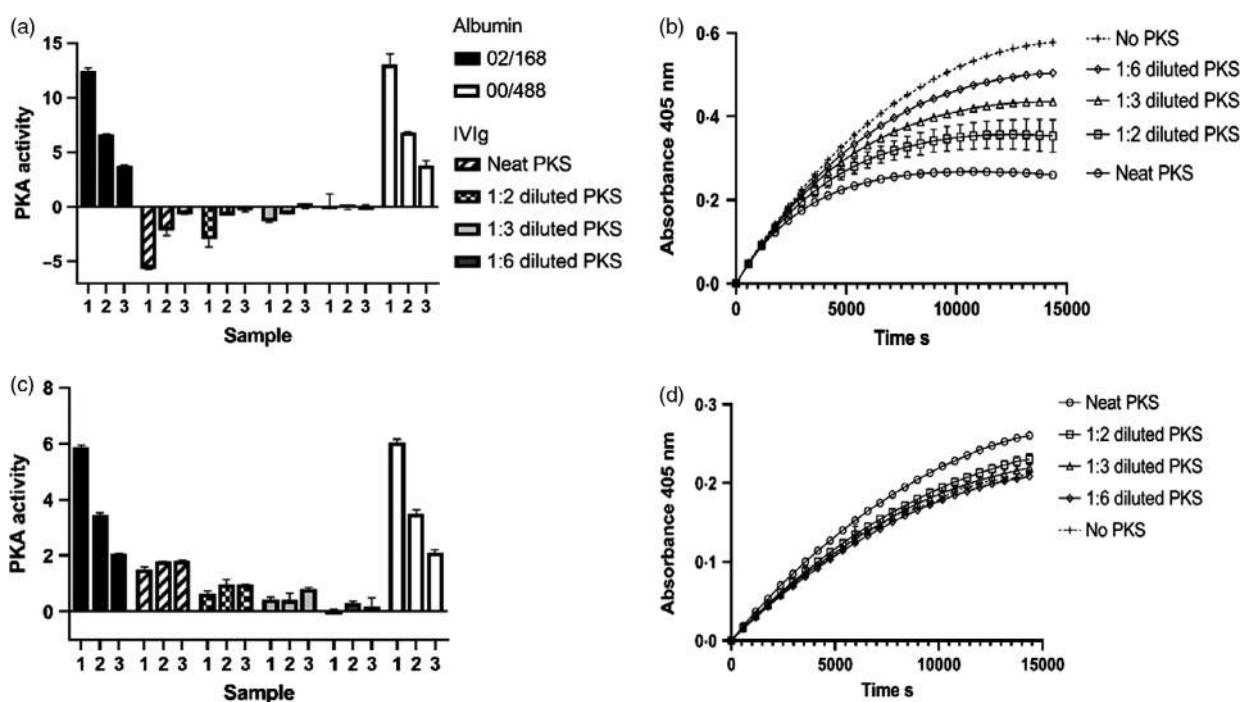 (a)
PKA activity
15
10
5
0
−5
1 2 3 1 2 3 1 2 3 1 2 3 1 2 3 1 2 3
Sample
Albumin
02/168
00/488
IVIg
Neat PKS
1:2 diluted PKS
1:3 diluted PKS
1:6 diluted PKS
(b)
Absorbance 405 nm
0·6
0·4
0·2
0·0
0 5000 10000 15000
Time s
No PKS
1:6 diluted PKS
1:3 diluted PKS
1:2 diluted PKS
Neat PKS
(c)
PKA activity
8
6
4
2
0
1 2 3 1 2 3 1 2 3 1 2 3 1 2 3 1 2 3
Sample
(d)
Absorbance 405 nm
0·3
0·2
0·1
0·0
0 5000 10000 15000
Time s
Neat PKS
1:2 diluted PKS
1:3 diluted PKS
1:6 diluted PKS
No PKS